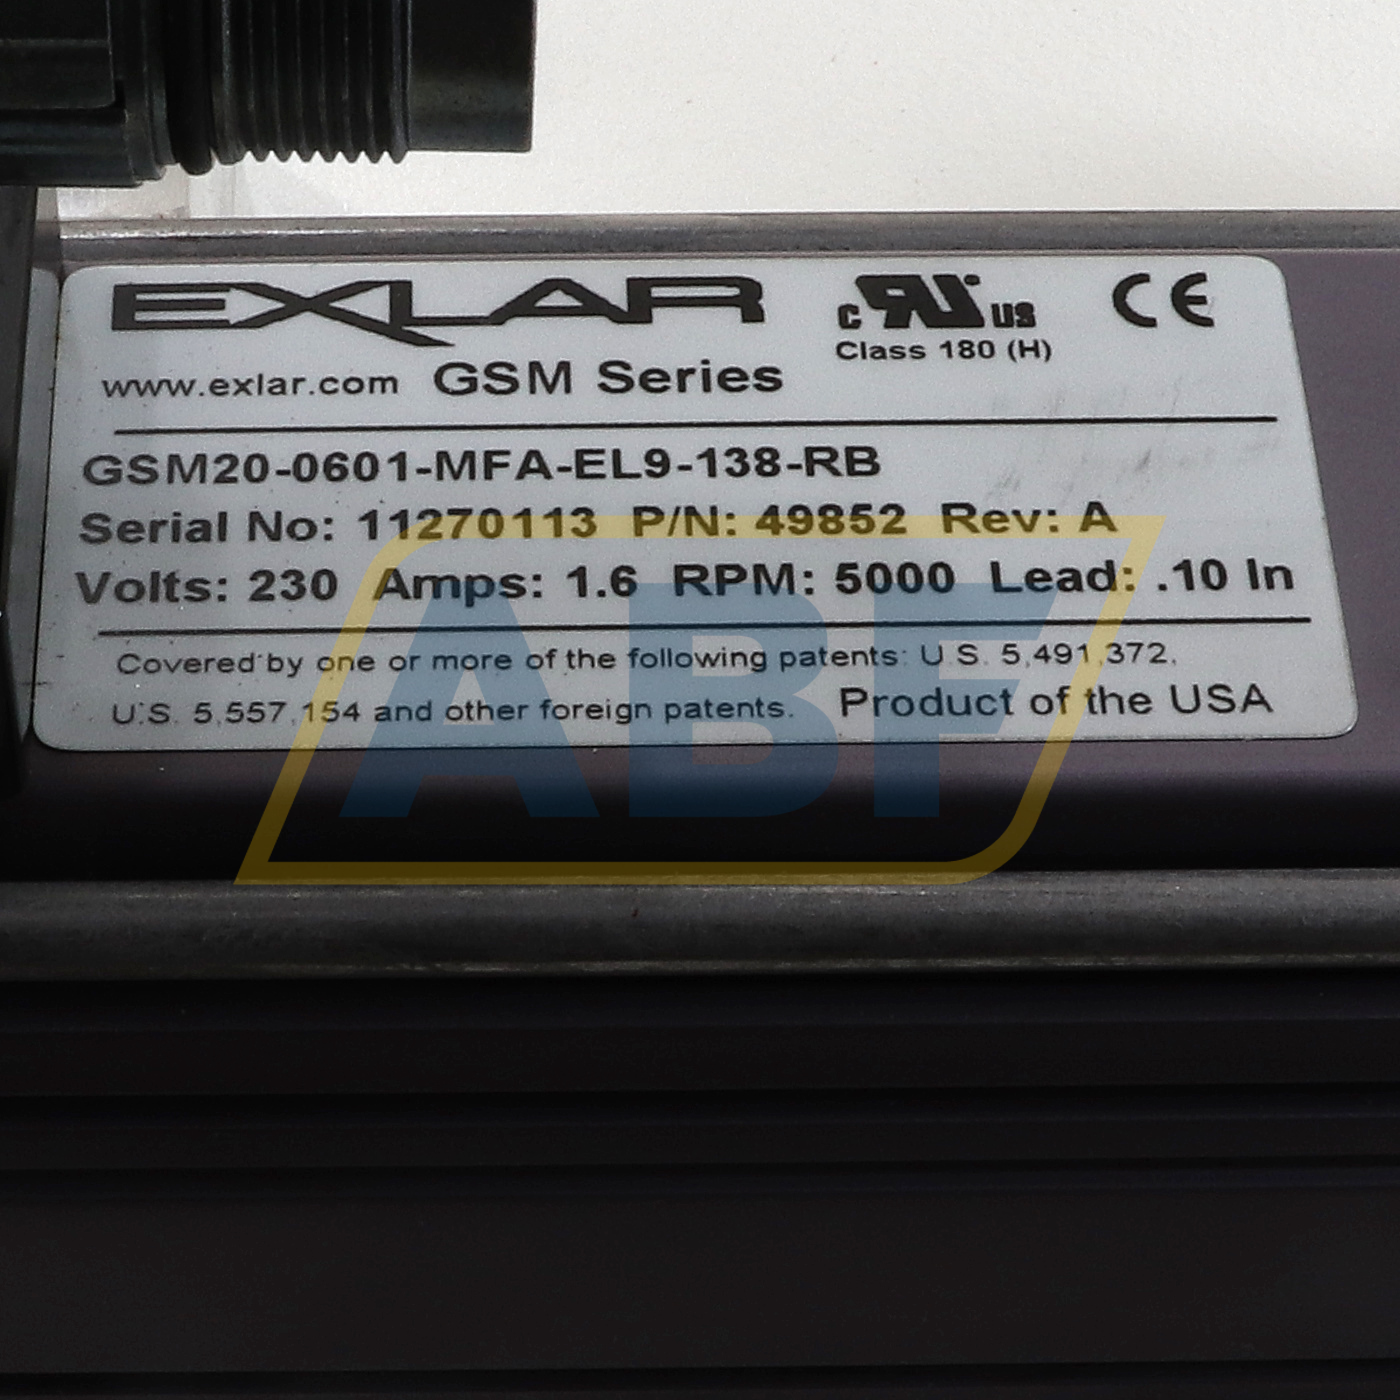 EXLAR
c RU US
CE
Class 180 (H)
www.exlar.com GSM Series
GSM20-0601-MFA-EL9-138-RB
Serial No: 11270113 P/N: 49852 Rev: A
Volts: 230 Amps: 1.6 RPM: 5000 Lead: .10 In
Covered by one or more of the following patents: U.S. 5,491,372,
U.S. 5,557,154 and other foreign patents. Product of the USA
ABF